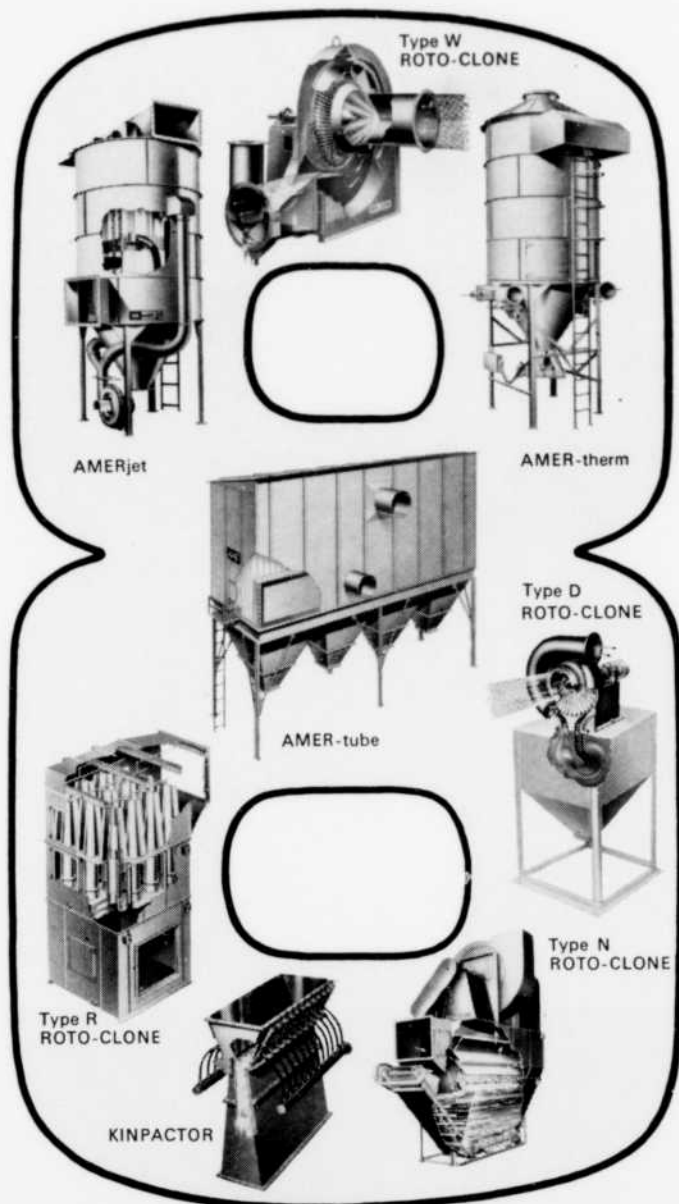 Type W
ROTO-CLONE
AMERjet
AMER-therm
Type D
ROTO-CLONE
AMER-tube
Type N
ROTO-CLONE
Type R
ROTO-CLONE
KINPACTOR